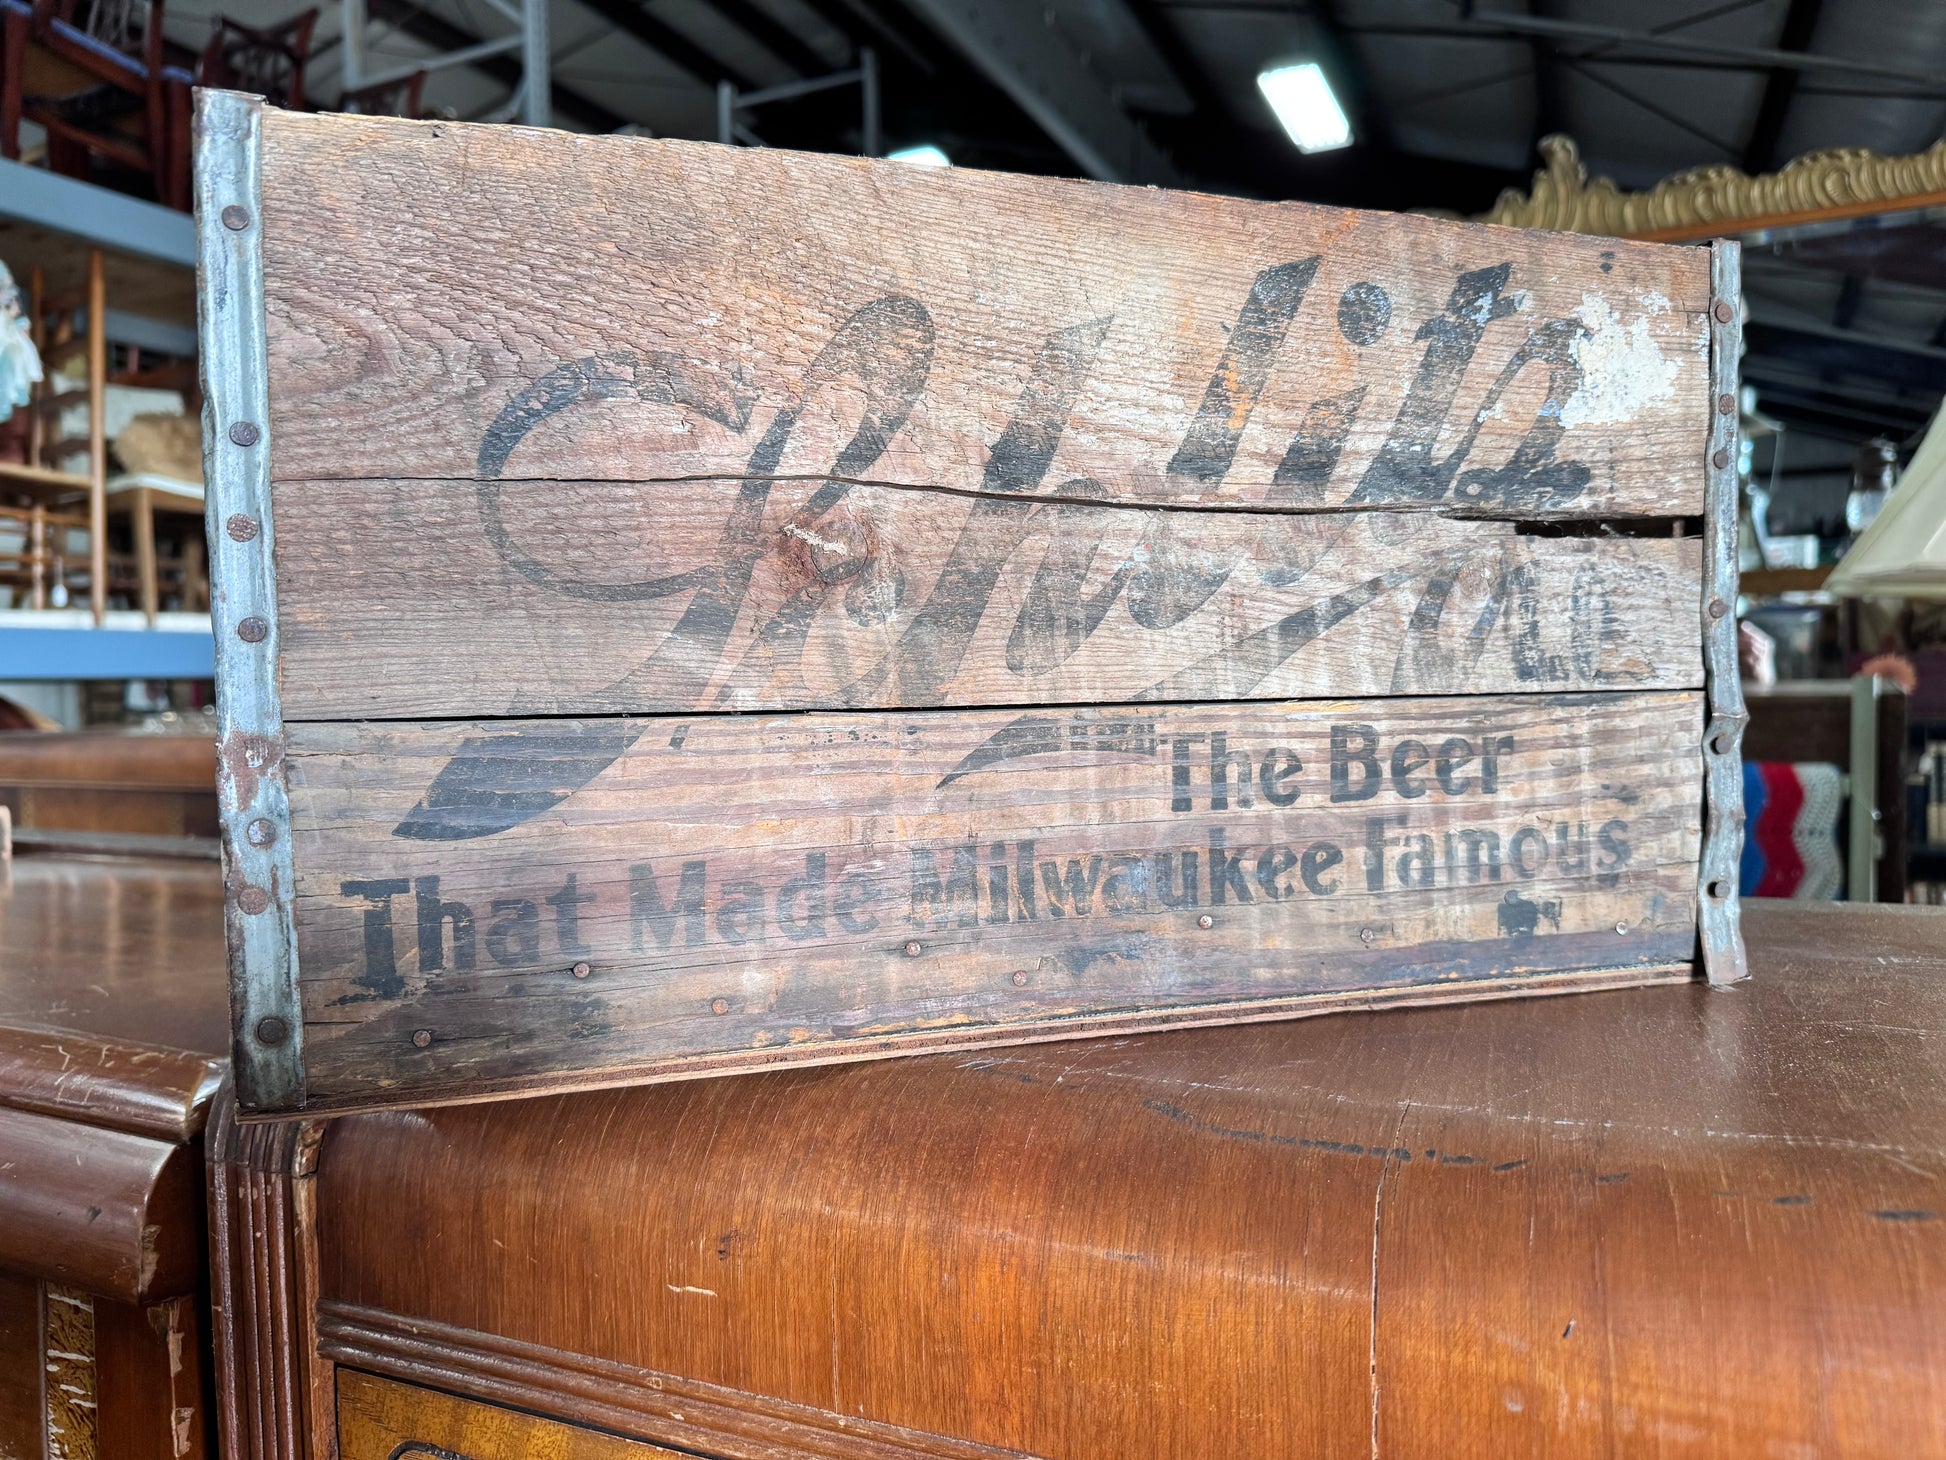 Schlitz
The Beer
That Made Milwaukee Famous